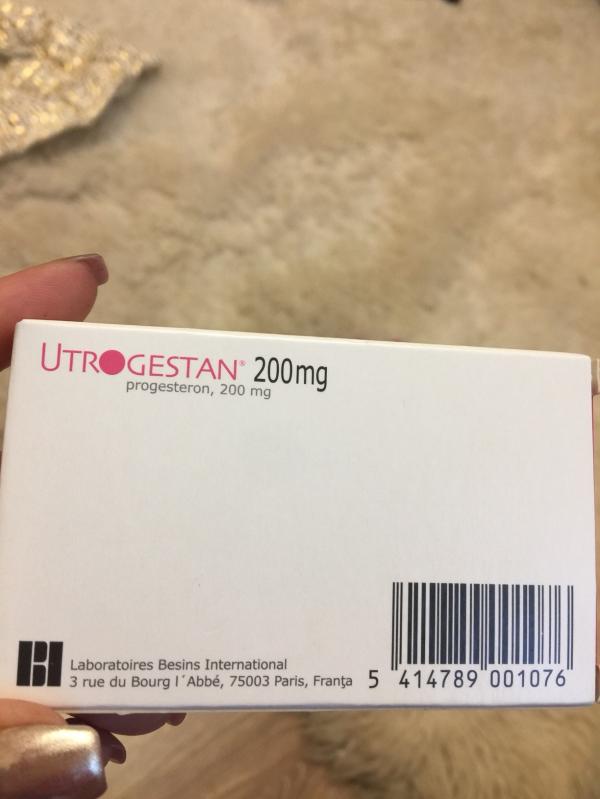 UTROGESTAN® 200mg
progesteron, 200 mg
BI
Laboratoires Besins International
3 rue du Bourg l´Abbé, 75003 Paris, Franţa
5 414789 001076